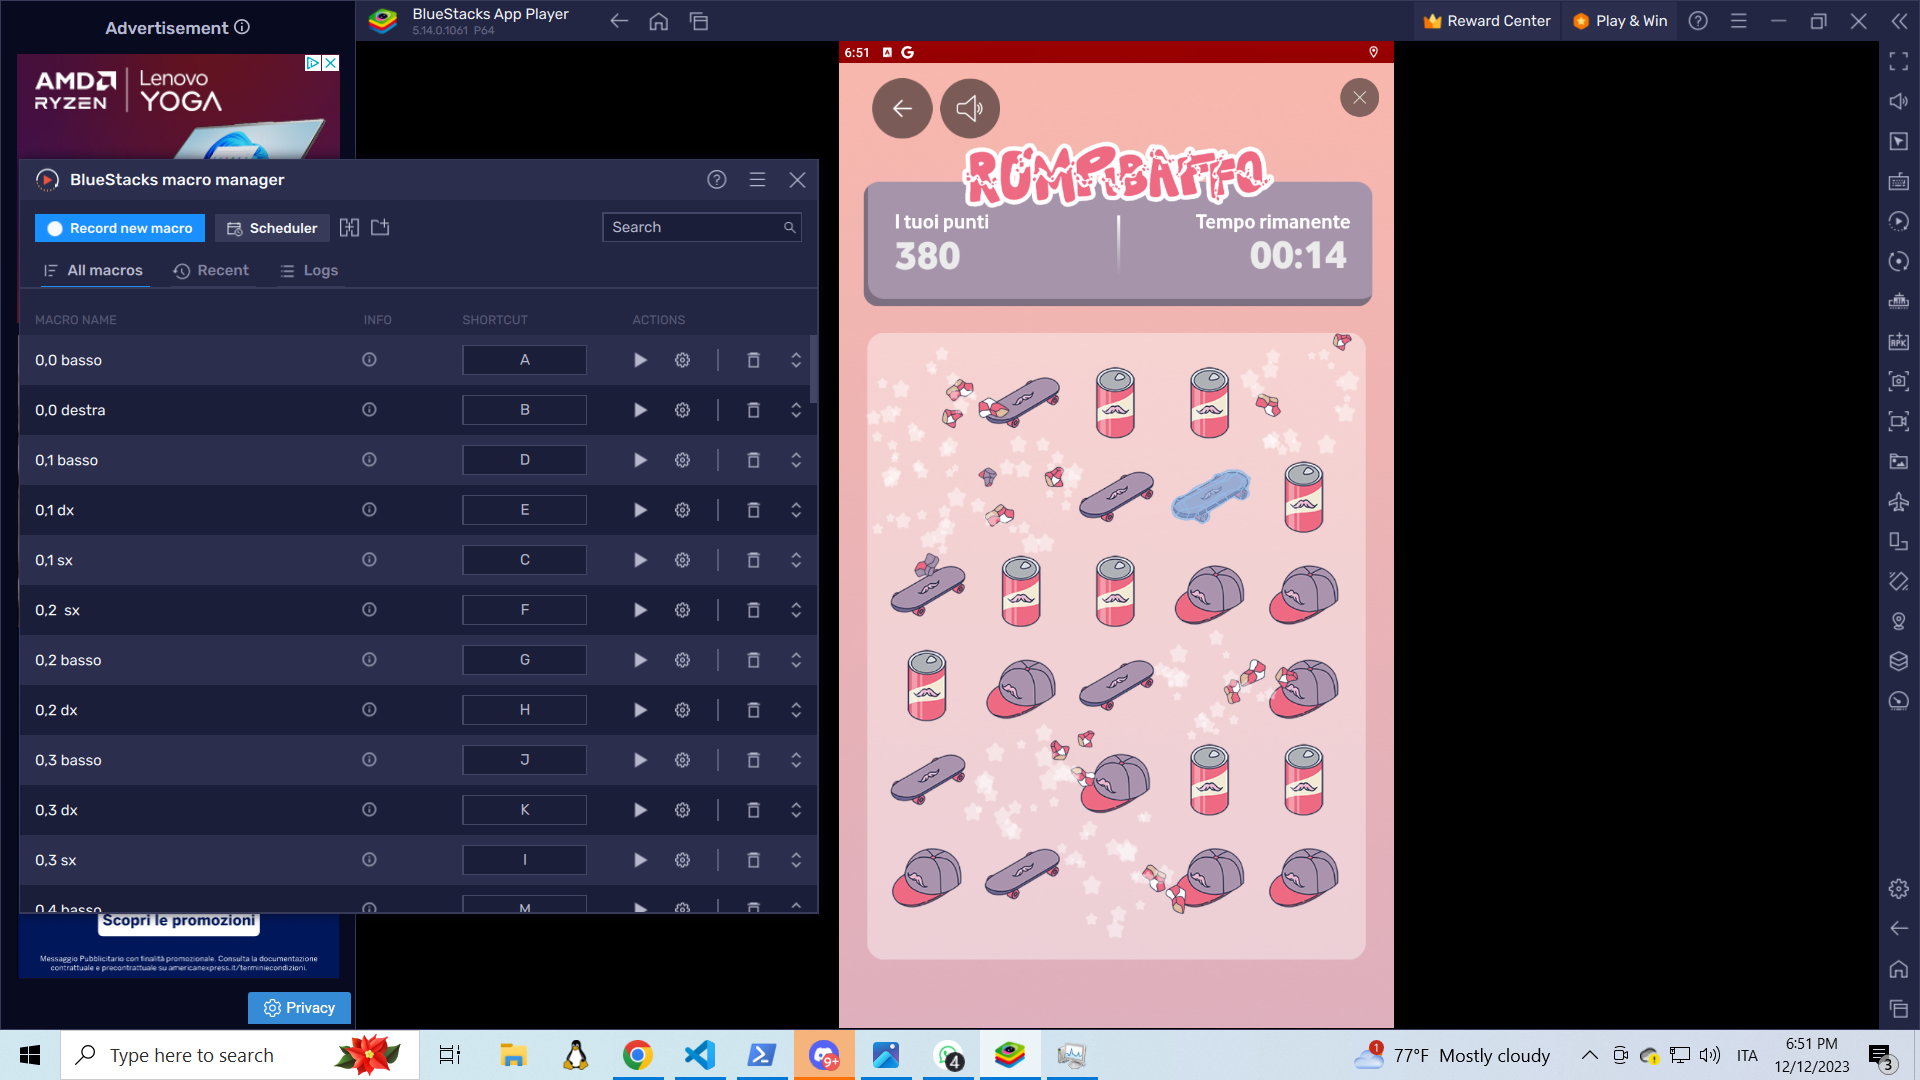 Advertisement
AMD
RYZEN
Lenovo
YOGA
BlueStacks App Player
5.14.0.1061 P64
Reward Center
Play & Win
BlueStacks macro manager
Record new macro
Scheduler
Search
All macros
Recent
Logs
MACRO NAME INFO SHORTCUT ACTIONS
0,0 basso A
0,0 destra B
0,1 basso D
0,1 dx E
0,1 sx C
0,2 sx F
0,2 basso G
0,2 dx H
0,3 basso J
0,3 dx K
0,3 sx I
0,4 basso M
Scopri le promozioni
Messaggio Pubblicitario con finalità promozionale. Consulta la documentazione
contrattuale e precontrattuale su americanexpress.it/terminiecondizioni.
Privacy
6:51
ROMPIBAFFO
I tuoi punti
380
Tempo rimanente
00:14
Type here to search
9+
4
1
77°F Mostly cloudy
ITA
6:51 PM
12/12/2023
3